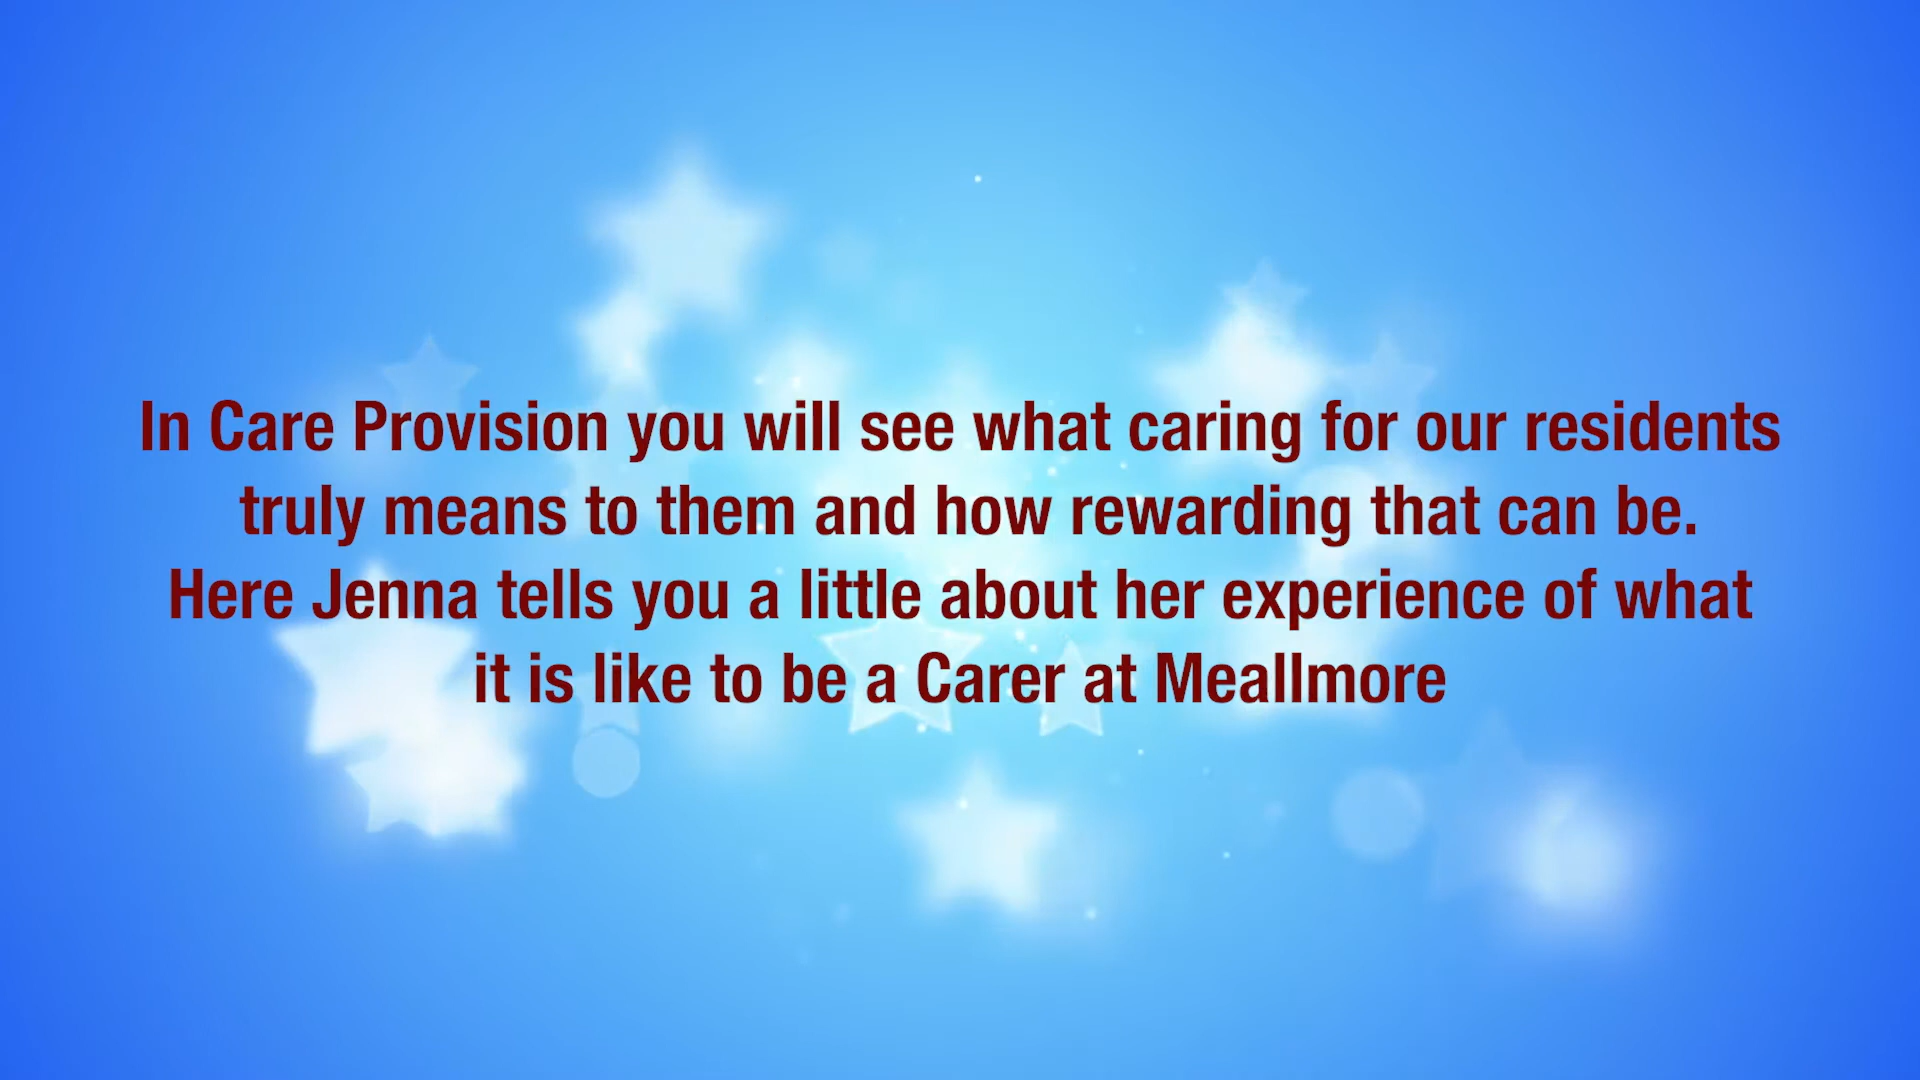 In Care Provision you will see what caring for our residents
truly means to them and how rewarding that can be.
Here Jenna tells you a little about her experience of what
it is like to be a Carer at Meallmore